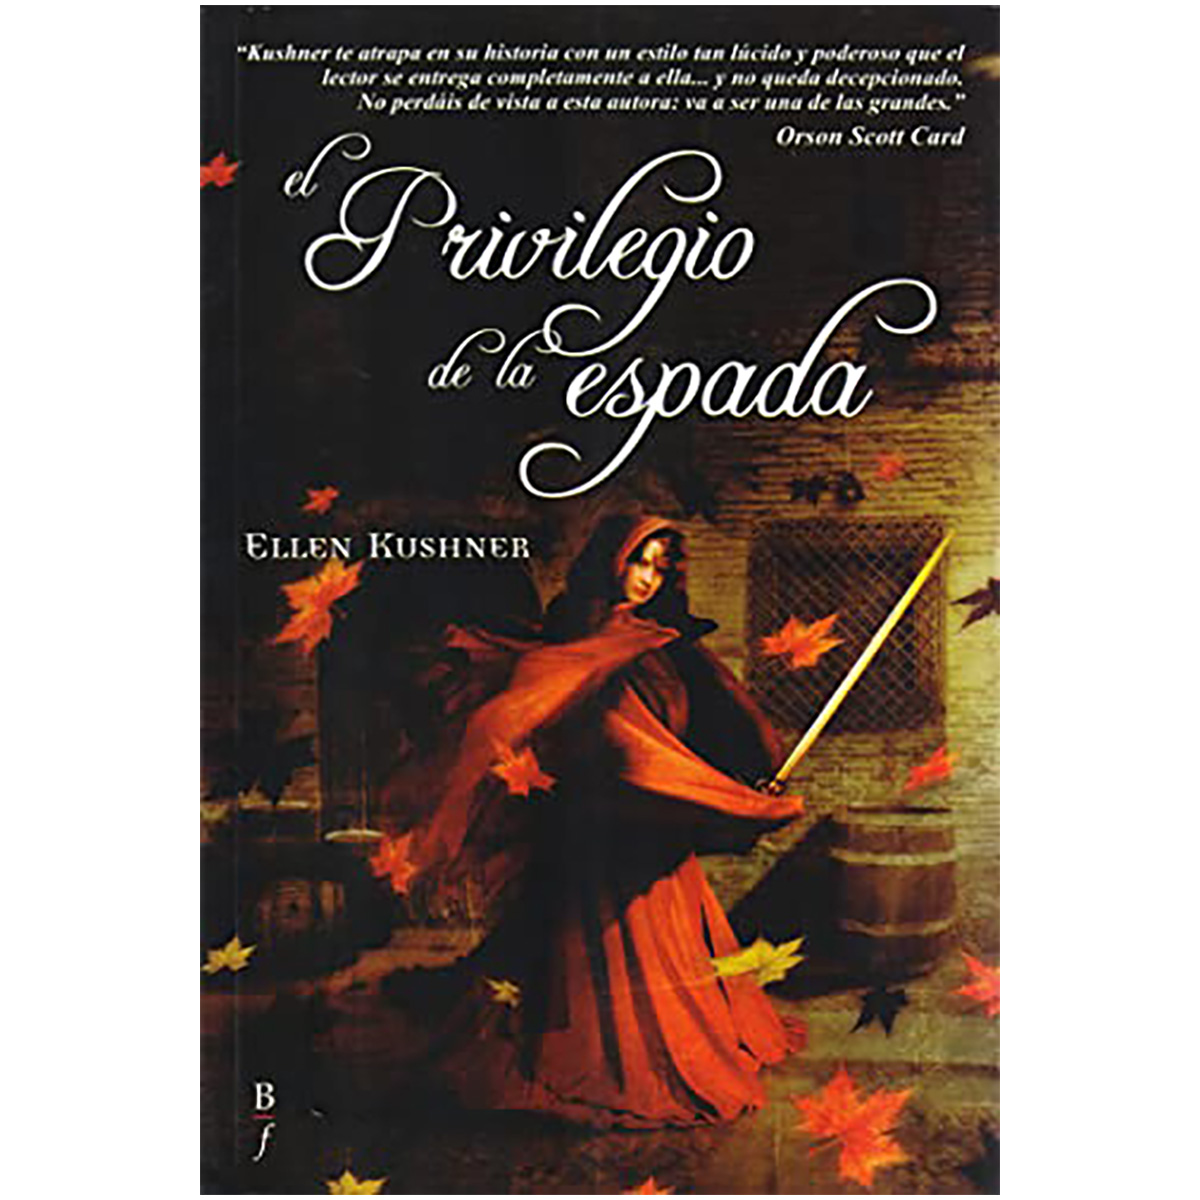 “Kushner te atrapa en su historia con un estilo tan lúcido y poderoso que el
lector se entrega completamente a ella... y no queda decepcionado.
No perdáis de vista a esta autora: va a ser una de las grandes.”
Orson Scott Card
el Privilegio
de la espada
ELLEN KUSHNER
B
f